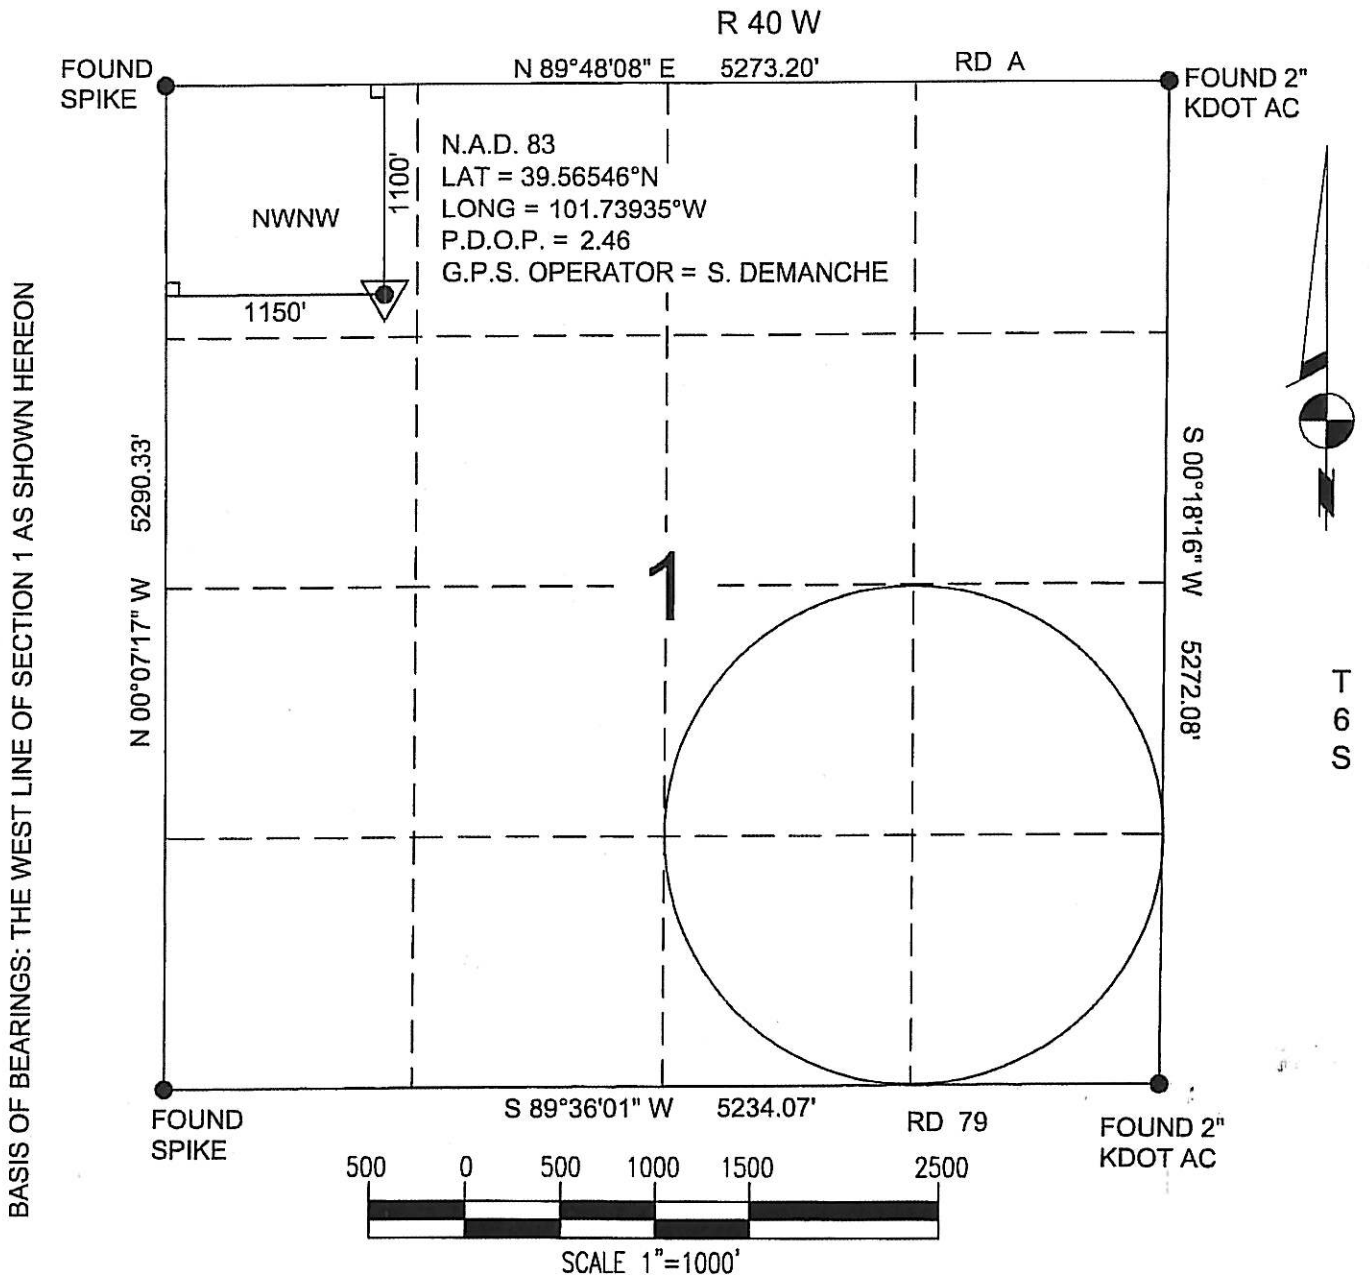 R 40 W
FOUND
SPIKE
N 89°48'08" E 5273.20'
RD A
FOUND 2"
KDOT AC
N.A.D. 83
LAT = 39.56546°N
LONG = 101.73935°W
P.D.O.P. = 2.46
G.P.S. OPERATOR = S. DEMANCHE
1100'
NWNW
1150'
BASIS OF BEARINGS: THE WEST LINE OF SECTION 1 AS SHOWN HEREON
N 00°07'17" W 5290.33'
1
S 00°18'16" W 5272.08'
N
T
6
S
FOUND
SPIKE
S 89°36'01" W 5234.07'
RD 79
FOUND 2"
KDOT AC
500 0 500 1000 1500 2500
SCALE 1"=1000'